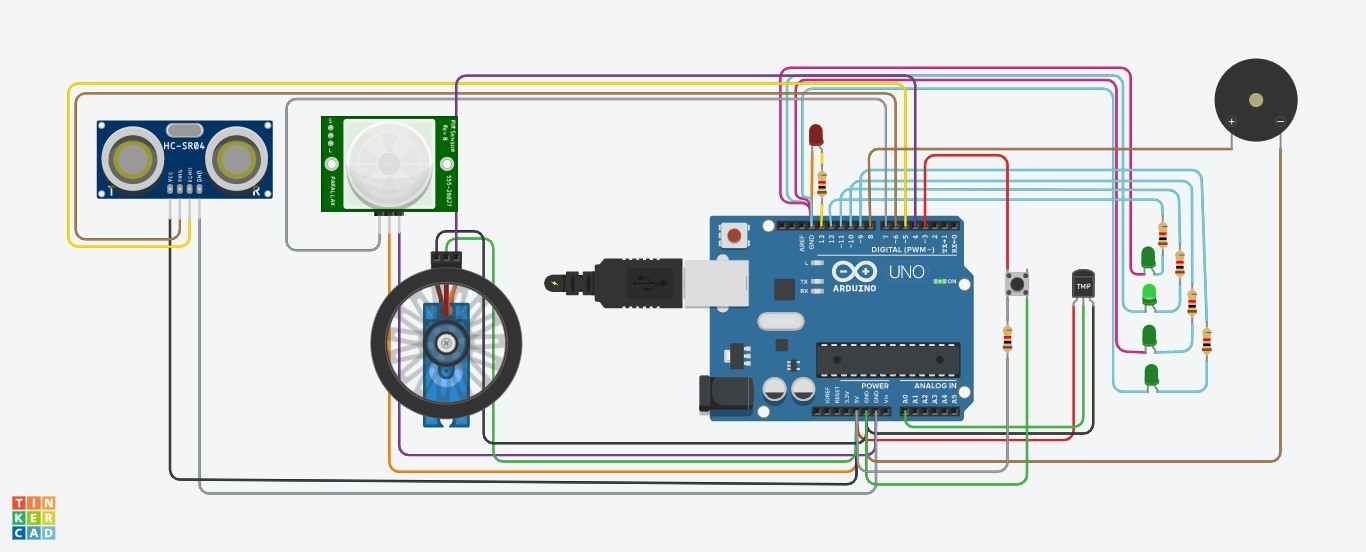 HC-SR04
VCC
TRIG
ECHO
GND
T
R
PIR Sensor
Rev B
555-28027
PARALLAX
AREF
GND
13
12
~11
~10
~9
8
7
~6
~5
4
~3
2
TX→1
RX←0
DIGITAL (PWM ~)
L
TX
RX
UNO
ARDUINO
ON
POWER
ANALOG IN
IOREF
RESET
3.3V
5V
GND
GND
Vin
A0
A1
A2
A3
A4
A5
TMP
TIN
KER
CAD